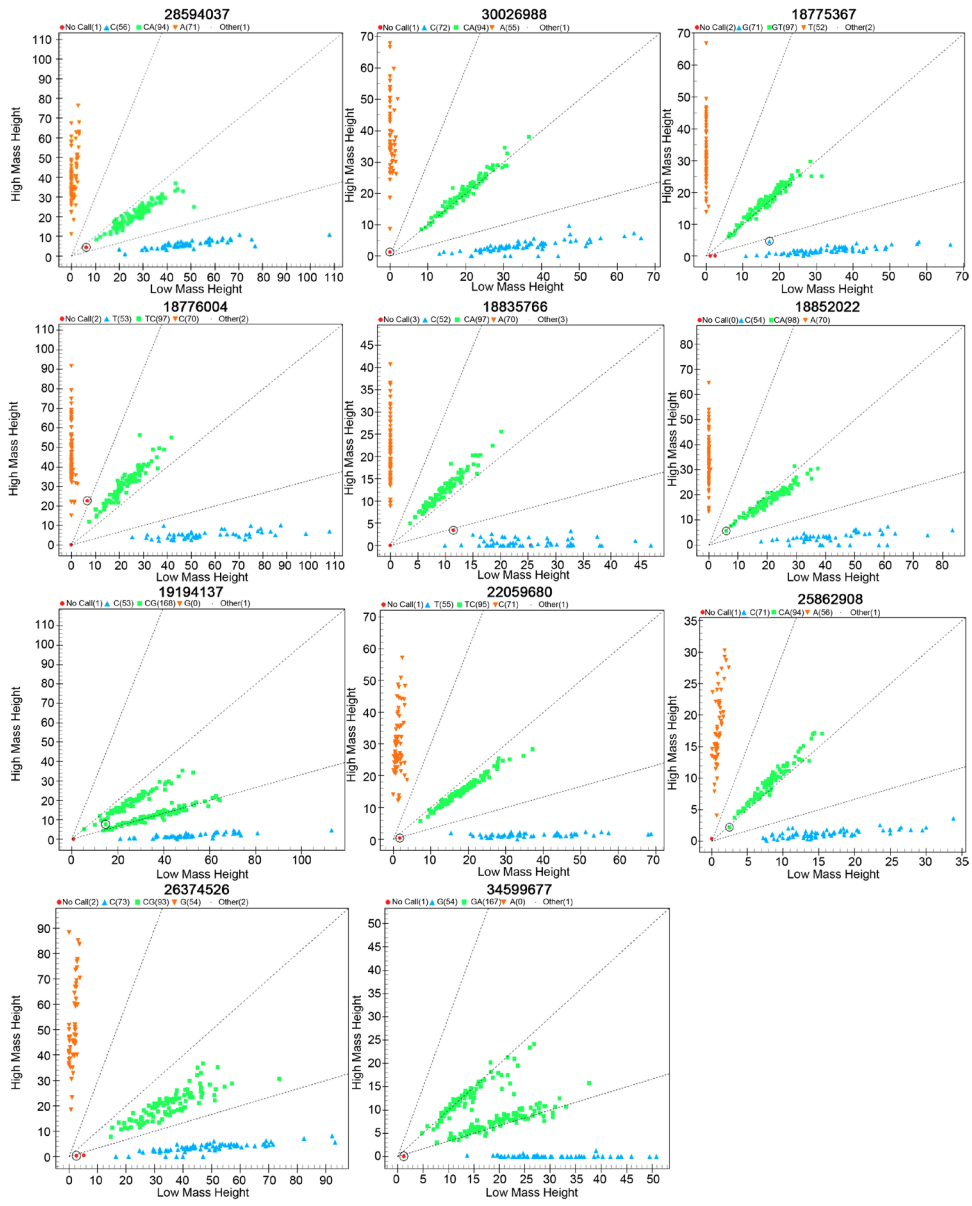 28594037
No Call(1) C(56) CA(94) A(71) Other(1)
High Mass Height
110
100
90
80
70
60
50
40
30
20
10
0
0 10 20 30 40 50 60 70 80 90 100 110
Low Mass Height
30026988
No Call(1) C(72) CA(94) A(55) Other(1)
High Mass Height
70
60
50
40
30
20
10
0
0 10 20 30 40 50 60 70
Low Mass Height
18775367
No Call(2) G(71) GT(97) T(52) Other(2)
High Mass Height
70
60
50
40
30
20
10
0
0 10 20 30 40 50 60 70
Low Mass Height
18776004
No Call(2) T(53) TC(97) C(70) Other(2)
High Mass Height
110
100
90
80
70
60
50
40
30
20
10
0
0 10 20 30 40 50 60 70 80 90 100 110
Low Mass Height
18835766
No Call(3) C(52) CA(97) A(70) Other(3)
High Mass Height
45
40
35
30
25
20
15
10
5
0
0 5 10 15 20 25 30 35 40 45
Low Mass Height
18852022
No Call(0) C(54) CA(98) A(70)
High Mass Height
80
70
60
50
40
30
20
10
0
0 10 20 30 40 50 60 70 80
Low Mass Height
19194137
No Call(1) C(53) CG(168) G(0) Other(1)
High Mass Height
110
100
90
80
70
60
50
40
30
20
10
0
0 20 40 60 80 100
Low Mass Height
22059680
No Call(1) T(55) TC(95) C(71) Other(1)
High Mass Height
70
60
50
40
30
20
10
0
0 10 20 30 40 50 60 70
Low Mass Height
25862908
No Call(1) C(71) CA(94) A(56) Other(1)
High Mass Height
35
30
25
20
15
10
5
0
0 5 10 15 20 25 30 35
Low Mass Height
26374526
No Call(2) C(73) CG(93) G(54) Other(2)
High Mass Height
90
80
70
60
50
40
30
20
10
0
0 10 20 30 40 50 60 70 80 90
Low Mass Height
34599677
No Call(1) G(54) GA(167) A(0) Other(1)
High Mass Height
50
45
40
35
30
25
20
15
10
5
0
0 5 10 15 20 25 30 35 40 45 50
Low Mass Height